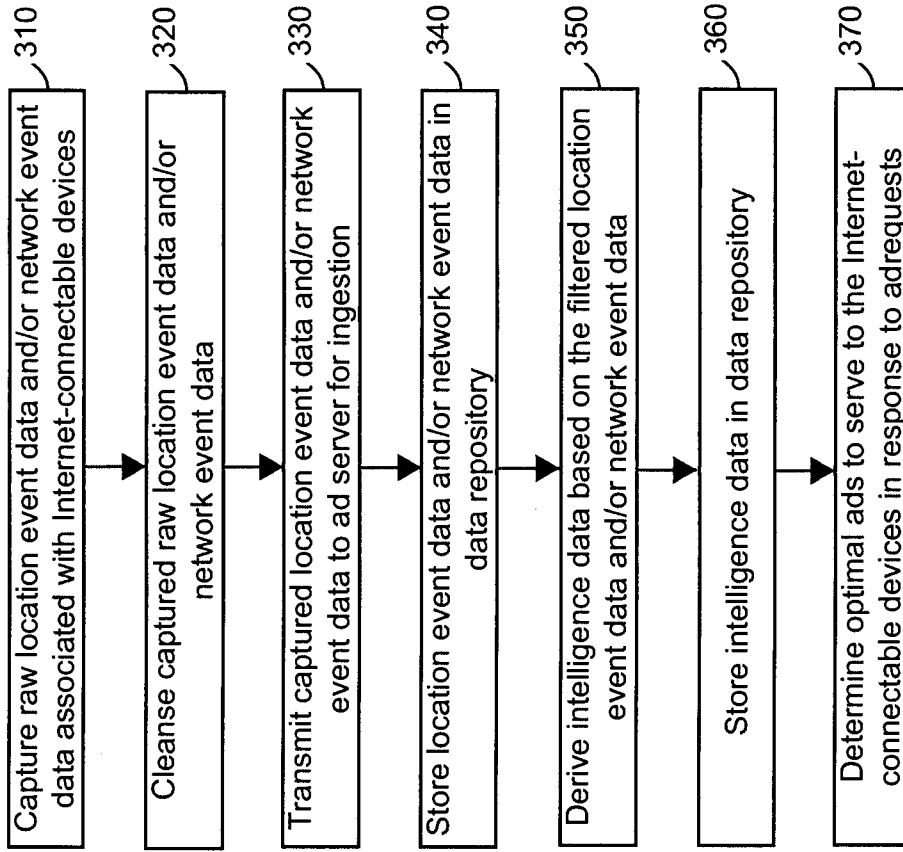 Capture raw location event data and/or network event
data associated with Internet-connectable devices
310
Cleanse captured raw location event data and/or
network event data
320
Transmit captured location event data and/or network
event data to ad server for ingestion
330
Store location event data and/or network event data in
data repository
340
Derive intelligence data based on the filtered location
event data and/or network event data
350
Store intelligence data in data repository
360
Determine optimal ads to serve to the Internet-
connectable devices in response to adrequests
370